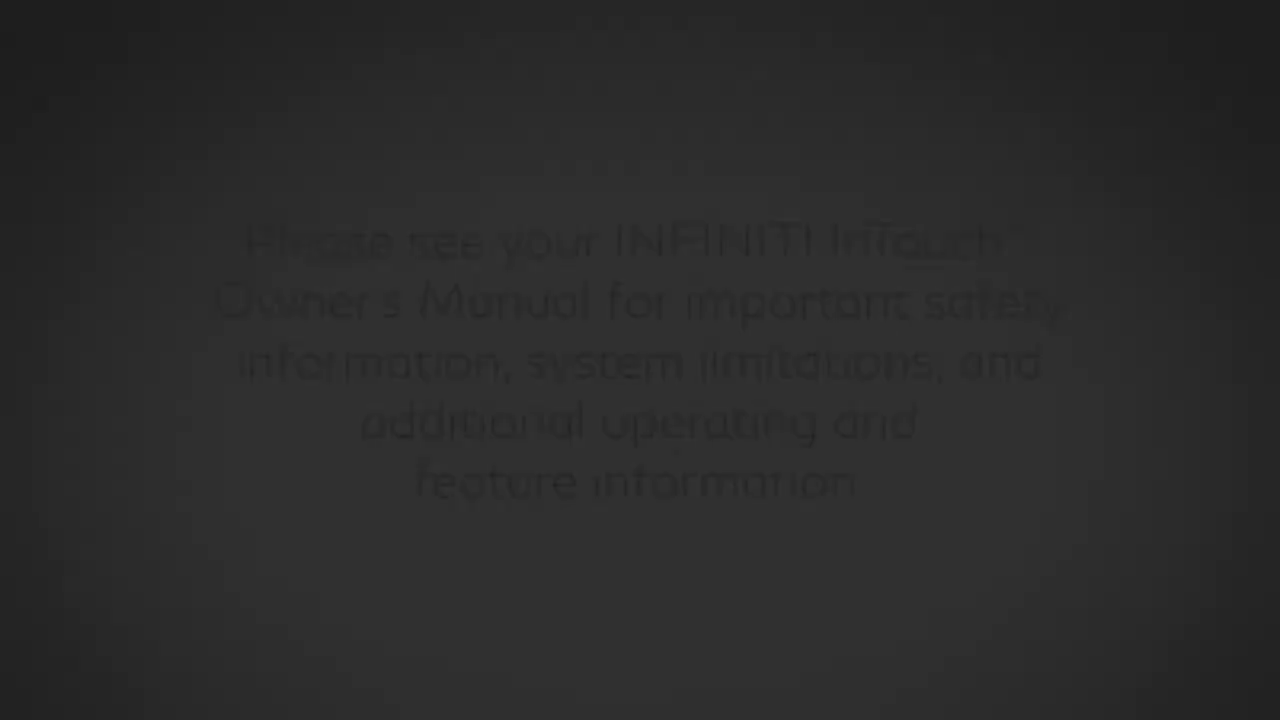 Please see your INFINITI InTouch
Owner's Manual for important safety
information, system limitations, and
additional operating and
feature information